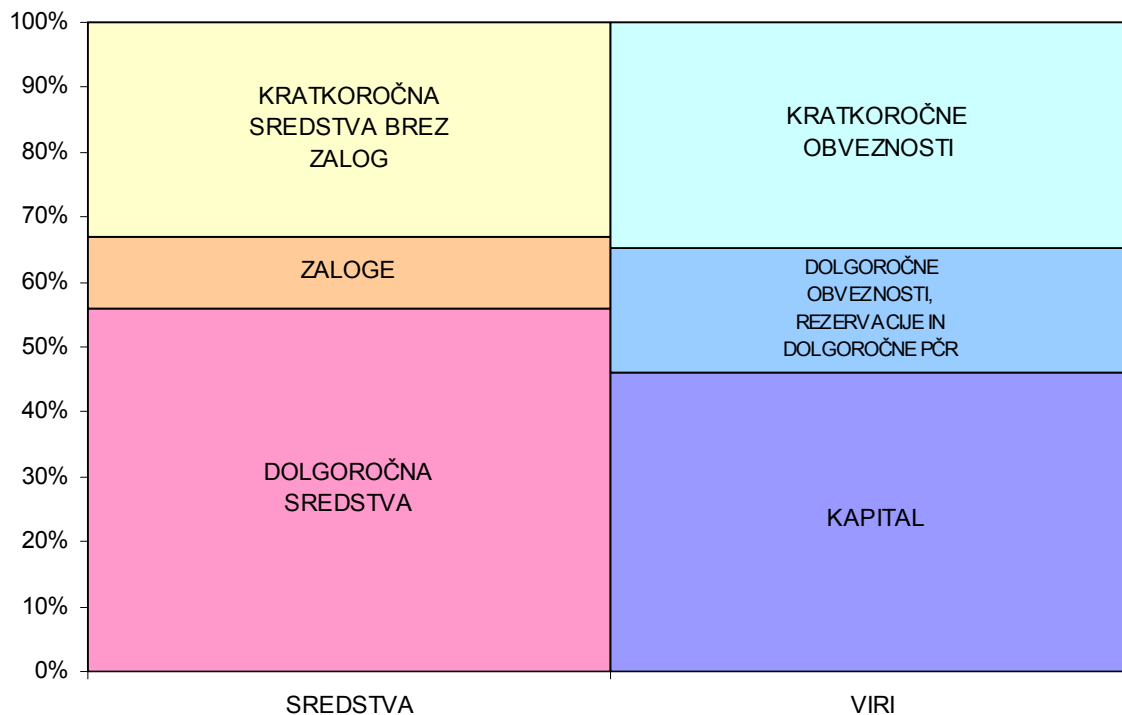 100%
90%
80%
70%
60%
50%
40%
30%
20%
10%
0%
KRATKOROČNA
SREDSTVA BREZ
ZALOG
ZALOGE
DOLGOROČNA
SREDSTVA
KRATKOROČNE
OBVEZNOSTI
DOLGOROČNE
OBVEZNOSTI,
REZERVACIJE IN
DOLGOROČNE PČR
KAPITAL
SREDSTVA
VIRI